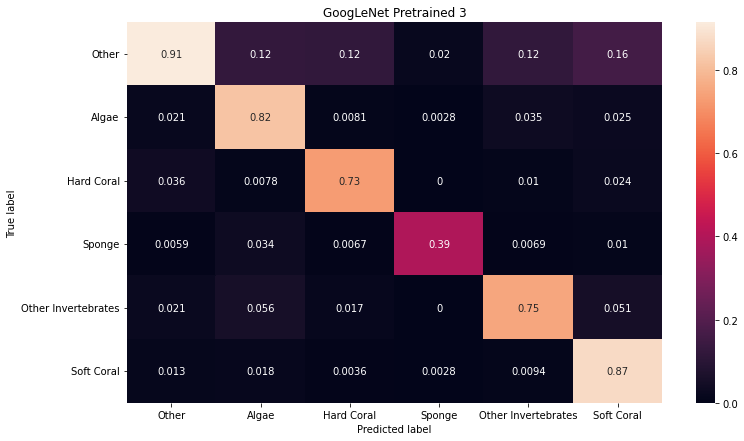 GoogLeNet Pretrained 3
Other 0.91 0.12 0.12 0.02 0.12 0.16
Algae 0.021 0.82 0.0081 0.0028 0.035 0.025
Hard Coral 0.036 0.0078 0.73 0 0.01 0.024
Sponge 0.0059 0.034 0.0067 0.39 0.0069 0.01
Other Invertebrates 0.021 0.056 0.017 0 0.75 0.051
Soft Coral 0.013 0.018 0.0036 0.0028 0.0094 0.87
Other Algae Hard Coral Sponge Other Invertebrates Soft Coral
Predicted label
True label
0.8
0.6
0.4
0.2
0.0